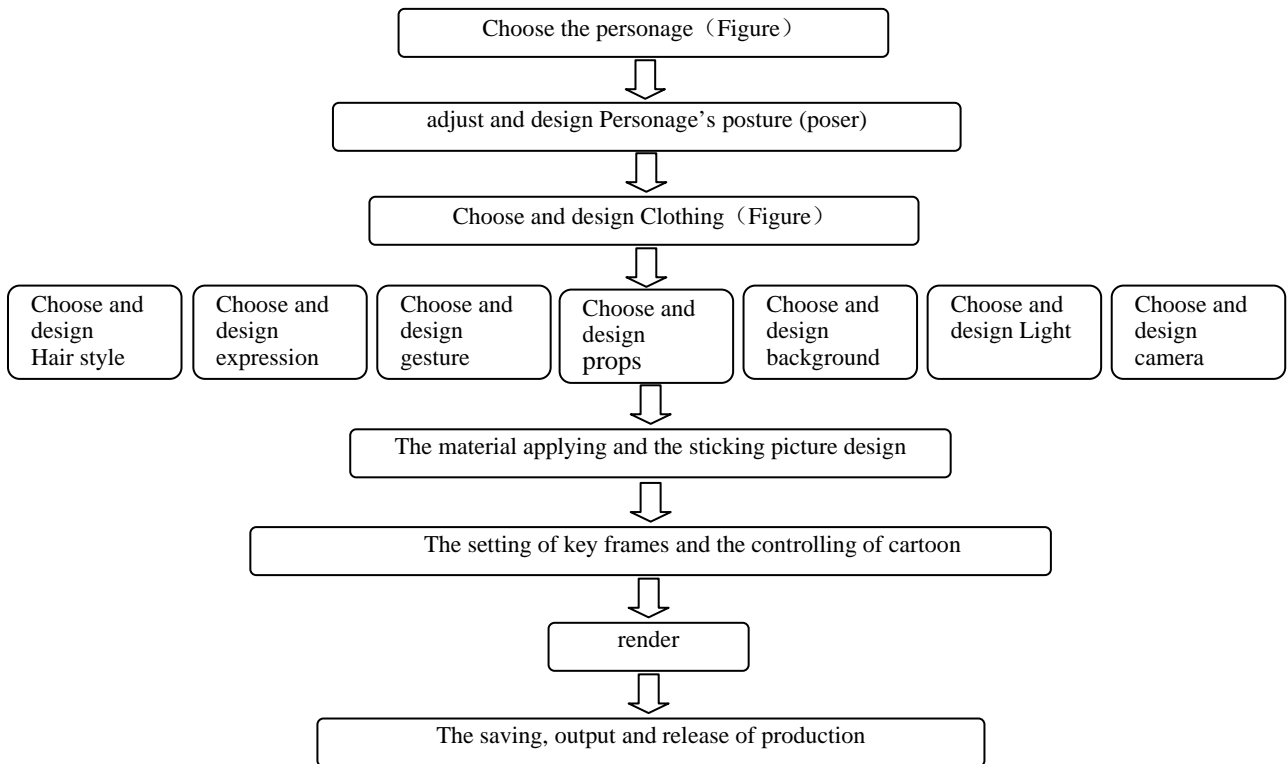 Choose the personage（Figure）
adjust and design Personage’s posture (poser)
Choose and design Clothing（Figure）
Choose and
design
Hair style
Choose and
design
expression
Choose and
design
gesture
Choose and
design
props
Choose and
design
background
Choose and
design Light
Choose and
design
camera
The material applying and the sticking picture design
The setting of key frames and the controlling of cartoon
render
The saving, output and release of production